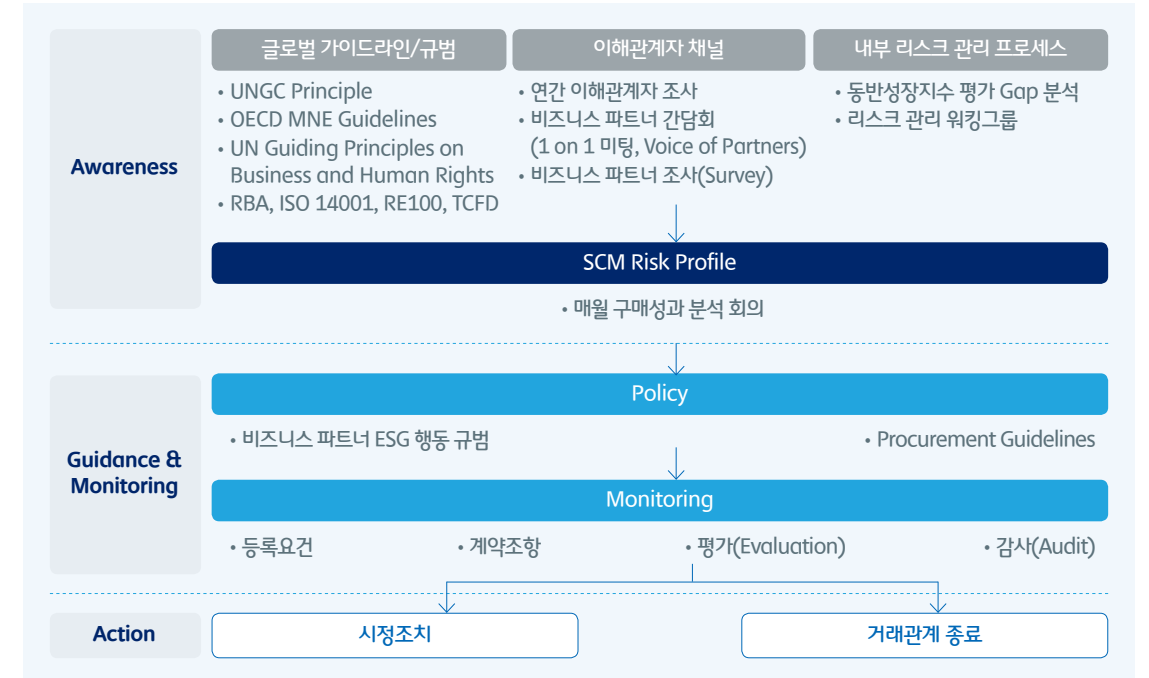 Awareness
글로벌 가이드라인/규범
• UNGC Principle
• OECD MNE Guidelines
• UN Guiding Principles on
Business and Human Rights
• RBA, ISO 14001, RE100, TCFD
이해관계자 채널
• 연간 이해관계자 조사
• 비즈니스 파트너 간담회
(1 on 1 미팅, Voice of Partners)
• 비즈니스 파트너 조사(Survey)
내부 리스크 관리 프로세스
• 동반성장지수 평가 Gap 분석
• 리스크 관리 워킹그룹
SCM Risk Profile
• 매월 구매성과 분석 회의
Guidance &
Monitoring
Policy
• 비즈니스 파트너 ESG 행동 규범
• Procurement Guidelines
Monitoring
• 등록요건
• 계약조항
• 평가(Evaluation)
• 감사(Audit)
Action
시정조치
거래관계 종료